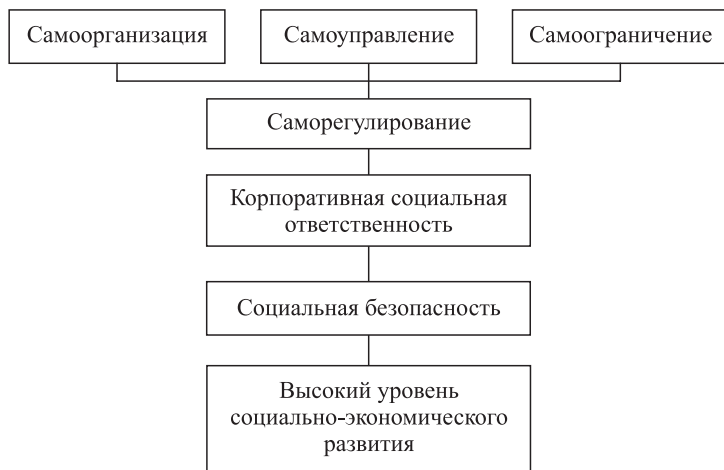 Самоорганизация
Самоуправление
Самоограничение
Саморегулирование
Корпоративная социальная
ответственность
Социальная безопасность
Высокий уровень
социально-экономического
развития